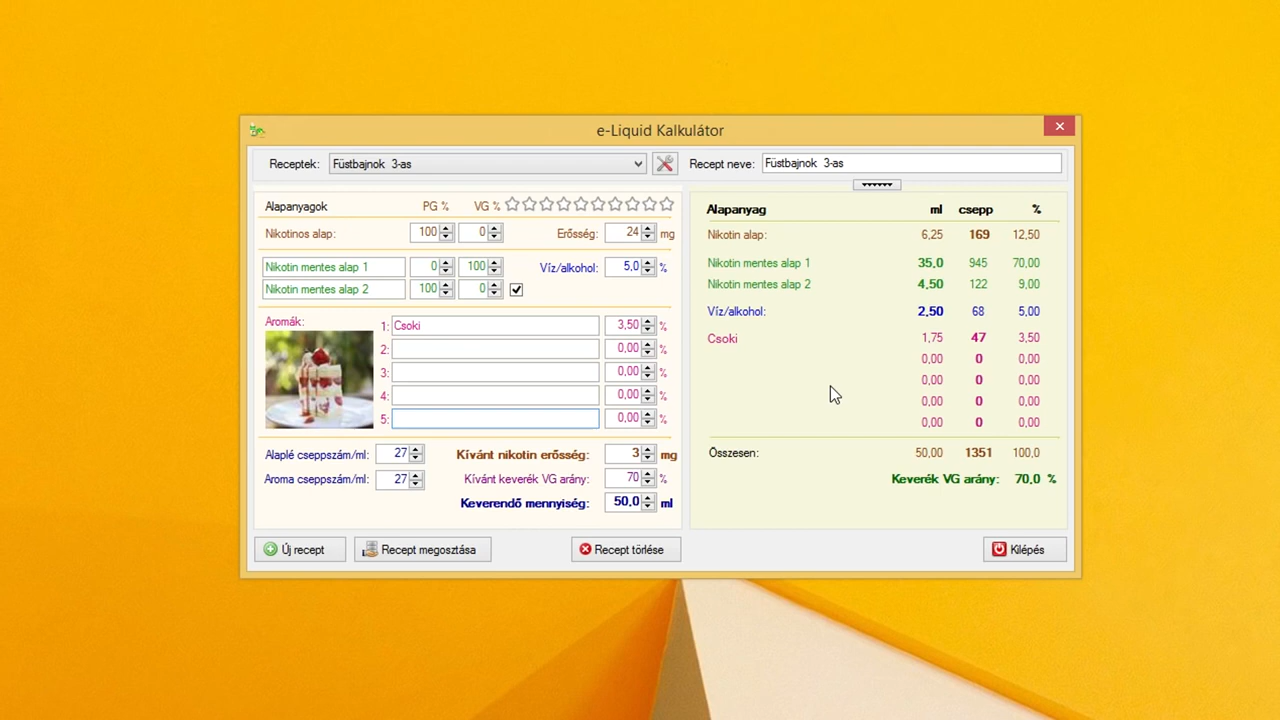 e-Liquid Kalkulátor
Receptek: Füstbajnok 3-as Recept neve: Füstbajnok 3-as
Alapanyagok PG % VG %
Nikotinos alap: 100 0 Erősség: 24 mg
Nikotin mentes alap 1 0 100 Víz/alkohol: 5,0 %
Nikotin mentes alap 2 100 0
Aromák: 1: Csoki 3,50 %
2: 0,00 %
3: 0,00 %
4: 0,00 %
5: 0,00 %
Alaplé cseppszám/ml: 27 Kívánt nikotin erősség: 3 mg
Aroma cseppszám/ml: 27 Kívánt keverék VG arány: 70 %
Keverendő mennyiség: 50,0 ml
Alapanyag ml csepp %
Nikotin alap: 6,25 169 12,50
Nikotin mentes alap 1 35,0 945 70,00
Nikotin mentes alap 2 4,50 122 9,00
Víz/alkohol: 2,50 68 5,00
Csoki 1,75 47 3,50
0,00 0 0,00
0,00 0 0,00
0,00 0 0,00
0,00 0 0,00
Összesen: 50,00 1351 100,0
Keverék VG arány: 70,0 %
Új recept Recept megosztása Recept törlése Kilépés